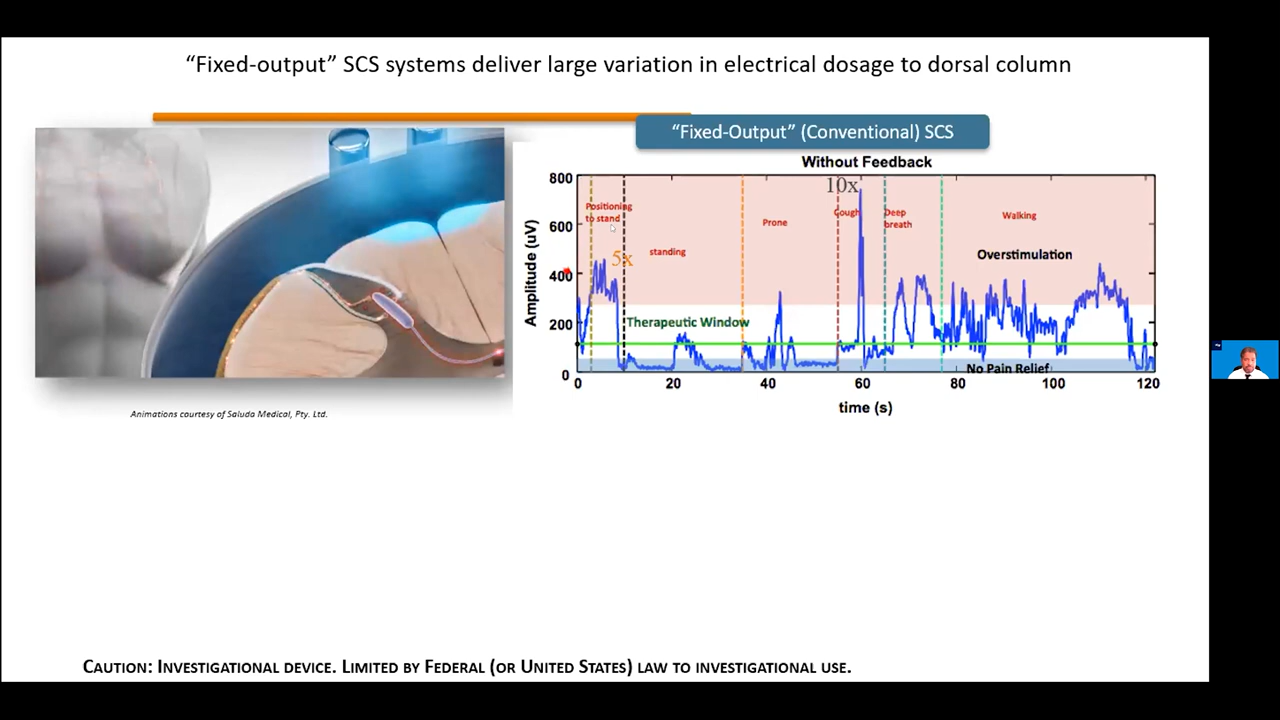 “Fixed-output” SCS systems deliver large variation in electrical dosage to dorsal column
“Fixed-Output” (Conventional) SCS
Without Feedback
Amplitude (uV)
800
600
400
200
0
10x
Positioning
to stand
5x
standing
Prone
Cough
Deep
breath
Walking
Overstimulation
Therapeutic Window
No Pain Relief
0 20 40 60 80 100 120
time (s)
Animations courtesy of Saluda Medical, Pty. Ltd.
Caution: Investigational device. Limited by Federal (or United States) law to investigational use.